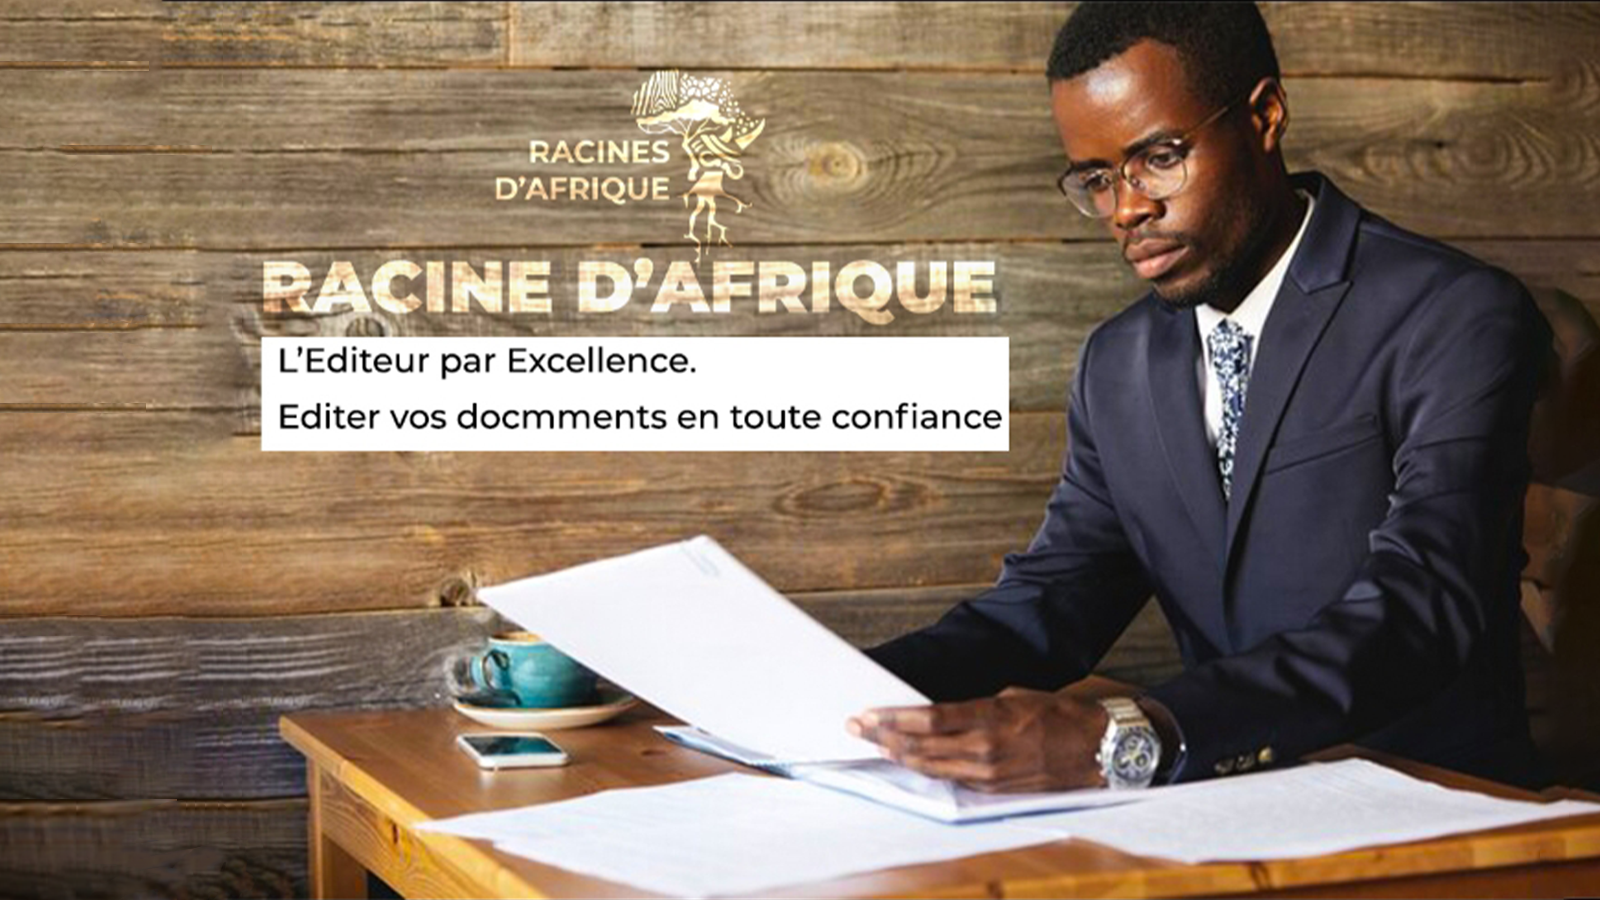 RACINES
D’AFRIQUE
RACINE D’AFRIQUE
L’Editeur par Excellence.
Editer vos docmments en toute confiance